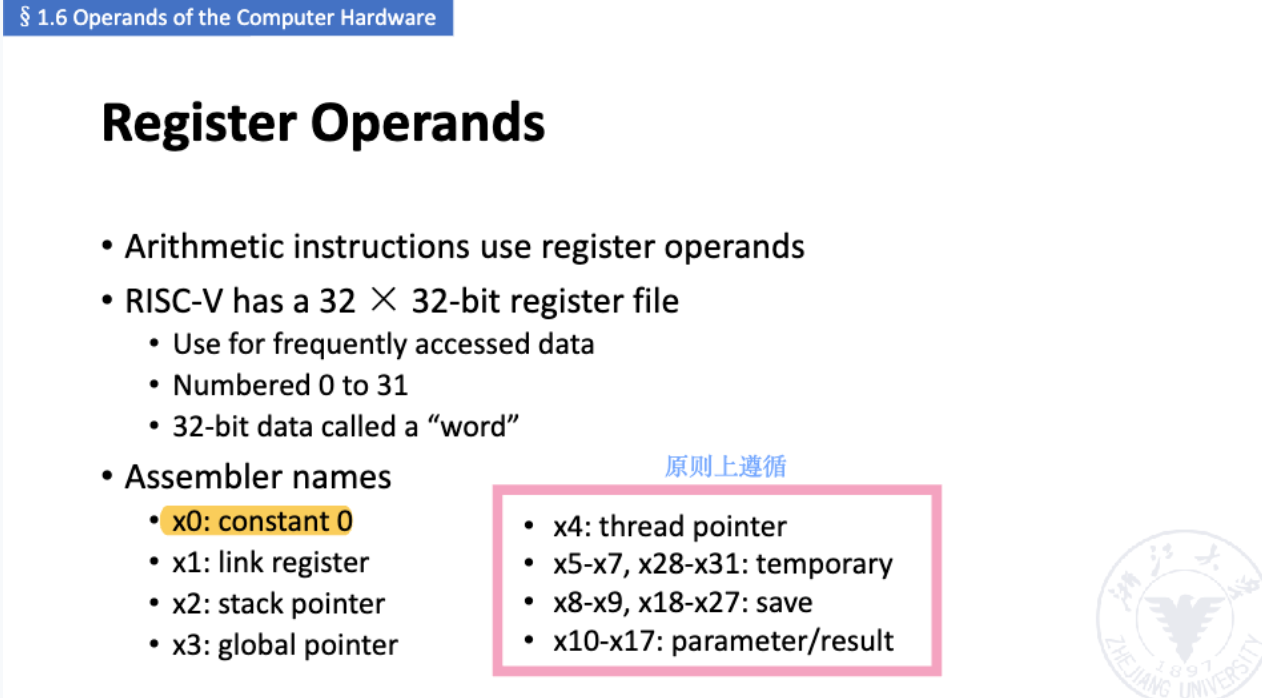 § 1.6 Operands of the Computer Hardware
Register Operands
• Arithmetic instructions use register operands
• RISC-V has a 32 × 32-bit register file
• Use for frequently accessed data
• Numbered 0 to 31
• 32-bit data called a “word”
• Assembler names
• x0: constant 0
• x1: link register
• x2: stack pointer
• x3: global pointer
原则上遵循
• x4: thread pointer
• x5-x7, x28-x31: temporary
• x8-x9, x18-x27: save
• x10-x17: parameter/result
浙江大学
1897
ZHEJIANG UNIVERSITY